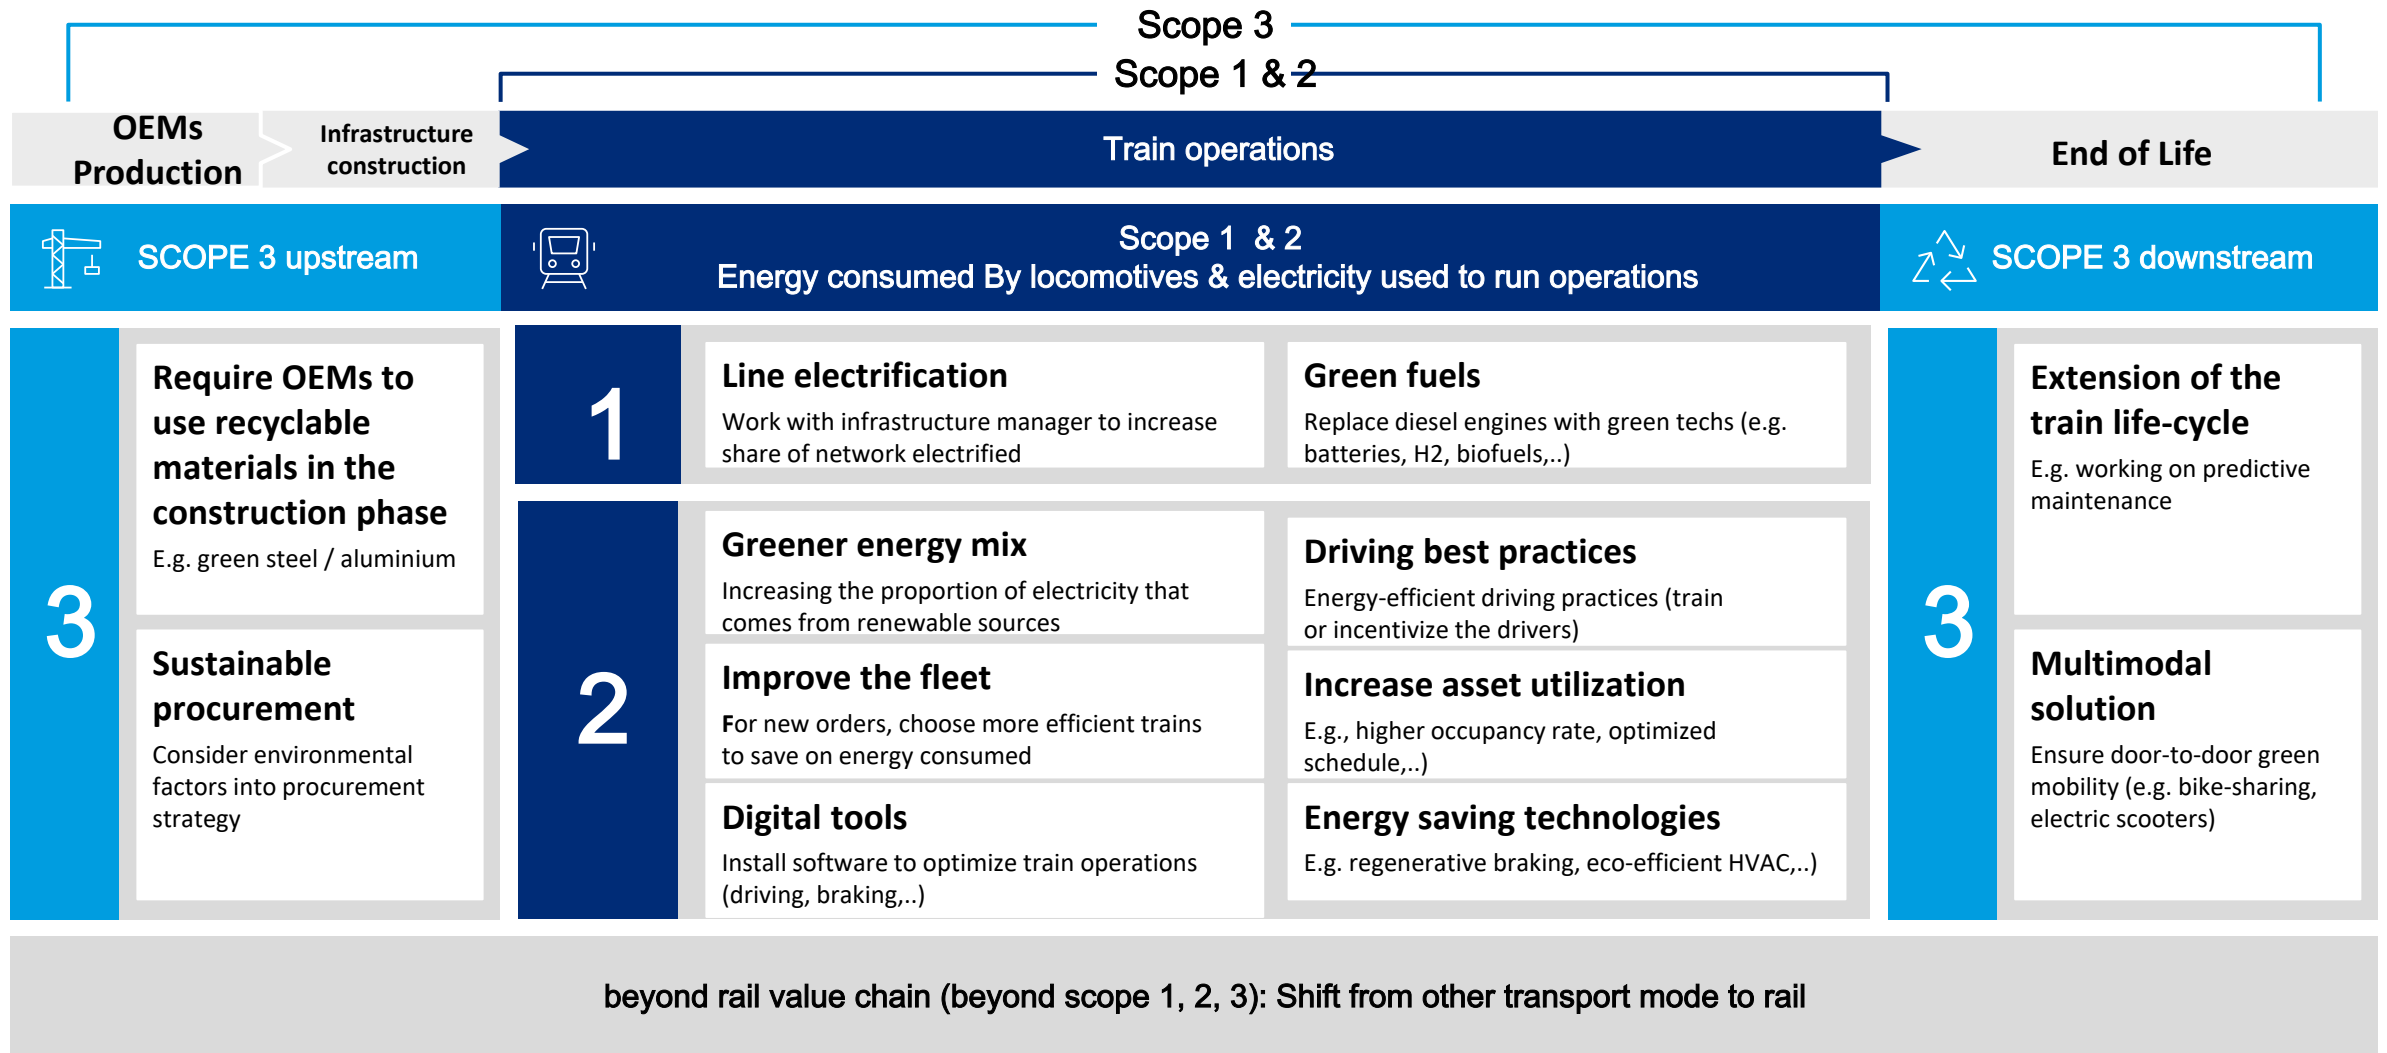 Scope 3
Scope 1 & 2
OEMs
Production
Infrastructure
construction
Train operations
End of Life
SCOPE 3 upstream
Scope 1 & 2
Energy consumed By locomotives & electricity used to run operations
SCOPE 3 downstream
3
Require OEMs to
use recyclable
materials in the
construction phase
E.g. green steel / aluminium
Sustainable
procurement
Consider environmental
factors into procurement
strategy
1
Line electrification
Work with infrastructure manager to increase
share of network electrified
Green fuels
Replace diesel engines with green techs (e.g.
batteries, H2, biofuels,..)
2
Greener energy mix
Increasing the proportion of electricity that
comes from renewable sources
Driving best practices
Energy-efficient driving practices (train
or incentivize the drivers)
Improve the fleet
For new orders, choose more efficient trains
to save on energy consumed
Increase asset utilization
E.g., higher occupancy rate, optimized
schedule,..)
Digital tools
Install software to optimize train operations
(driving, braking,..)
Energy saving technologies
E.g. regenerative braking, eco-efficient HVAC,..)
3
Extension of the
train life-cycle
E.g. working on predictive
maintenance
Multimodal
solution
Ensure door-to-door green
mobility (e.g. bike-sharing,
electric scooters)
beyond rail value chain (beyond scope 1, 2, 3): Shift from other transport mode to rail